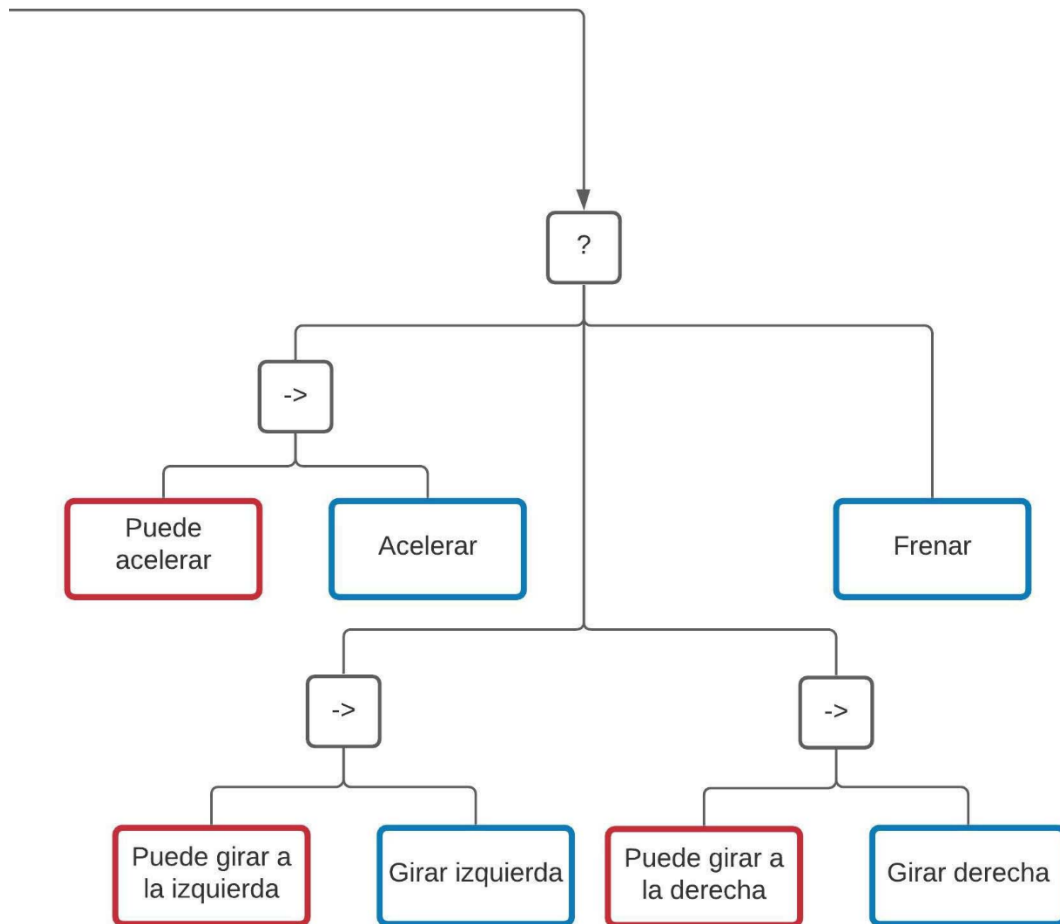 ?
->
Puede
acelerar
Acelerar
Frenar
->
->
Puede girar a
la izquierda
Girar izquierda
Puede girar a
la derecha
Girar derecha